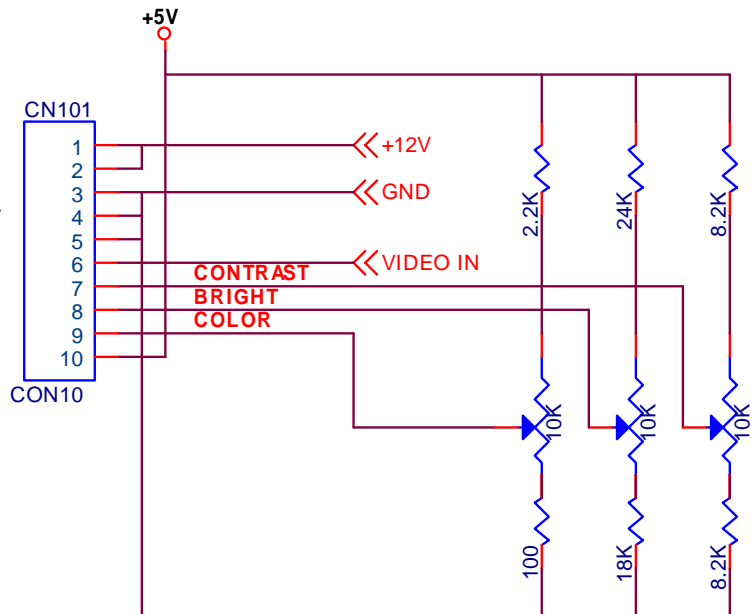 +5V
CN101
1
2
3
4
5
6
7
8
9
10
CON10
+12V
GND
VIDEO IN
CONTRAST
BRIGHT
COLOR
2.2K
24K
8.2K
10K
10K
10K
100
18K
8.2K